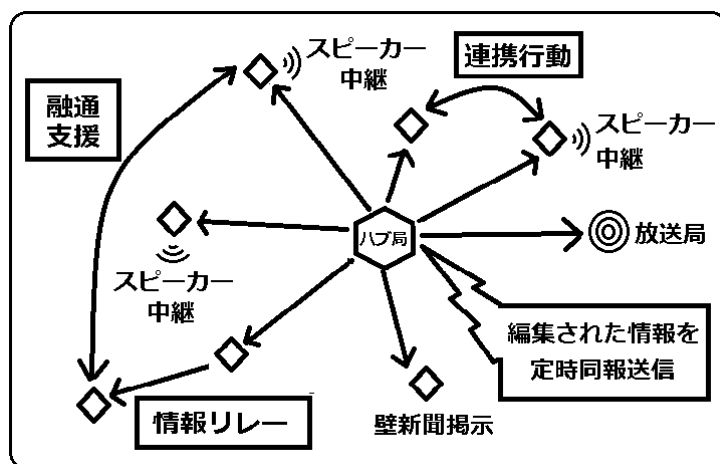 スピーカー
中継
連携行動
融通
支援
スピーカー
中継
ハブ局
放送局
スピーカー
中継
編集された情報を
定時同報送信
情報リレー
壁新聞掲示